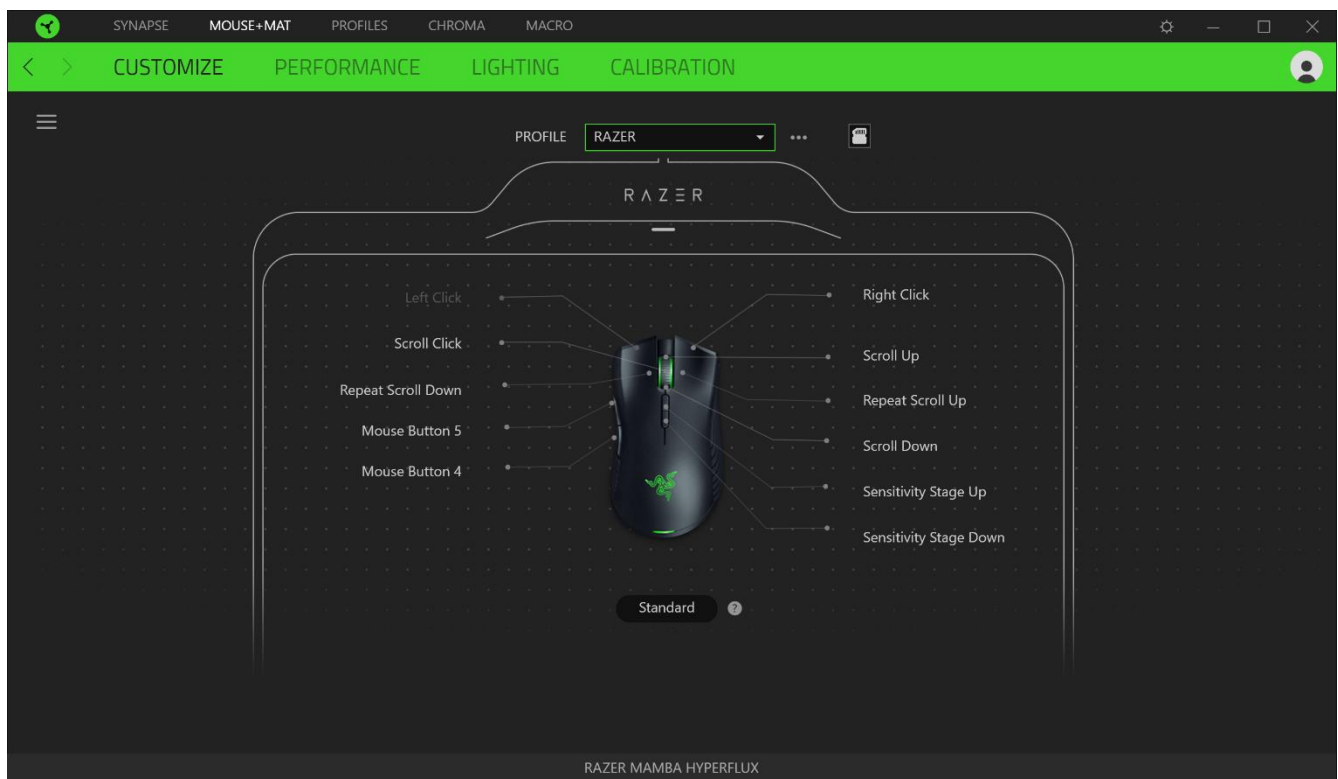 SYNAPSE MOUSE+MAT PROFILES CHROMA MACRO
CUSTOMIZE PERFORMANCE LIGHTING CALIBRATION
PROFILE RAZER
RAZER
Left Click
Right Click
Scroll Click
Scroll Up
Repeat Scroll Down
Repeat Scroll Up
Mouse Button 5
Scroll Down
Mouse Button 4
Sensitivity Stage Up
Sensitivity Stage Down
Standard ?
RAZER MAMBA HYPERFLUX